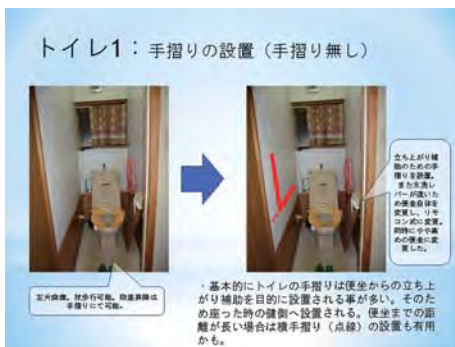 トイレ1：手摺りの設置（手摺り無し）
立ち上がり補
助のための手
摺りを設置。
また水洗レ
バーが遠いた
め便座自体を
変更し、リモ
コン式に変更。
同時にやや高
めの便座に変
更した。
左片麻痺。杖歩行可能。段差昇降は
手摺りにて可能。
・基本的にトイレの手摺りは便座からの立ち上
がり補助を目的に設置される事が多い。そのた
め座った時の健側へ設置される。便座までの距
離が長い場合は横手摺り（点線）の設置も有用
かも。